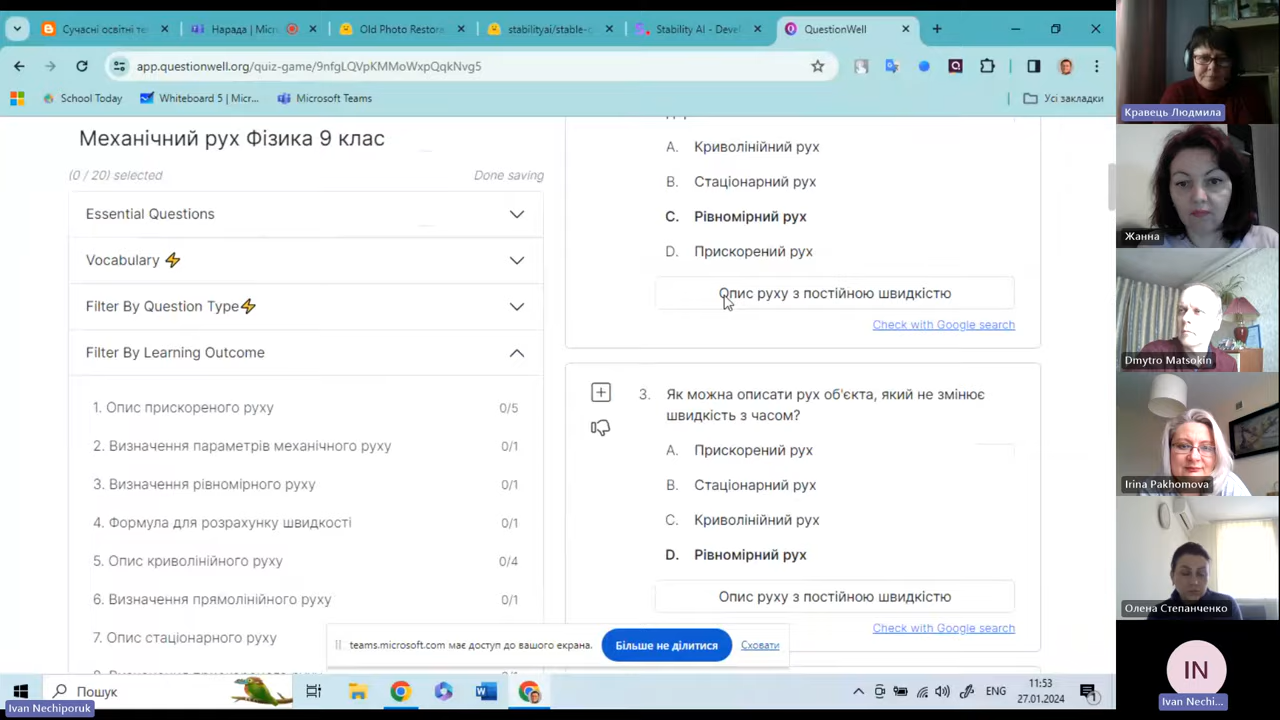 Сучасні освітні те
Нарада | Micr
Old Photo Restora
stabilityai/stable-
Stability AI - Devel
QuestionWell
app.questionwell.org/quiz-game/9nfgLQVpKMMoWxpQqkNvg5
School Today
Whiteboard 5 | Micr...
Microsoft Teams
Усі закладки
Механічний рух Фізика 9 клас
(0 / 20) selected
Done saving
Essential Questions
Vocabulary⚡
Filter By Question Type⚡
Filter By Learning Outcome
1. Опис прискореного руху 0/5
2. Визначення параметрів механічного руху 0/1
3. Визначення рівномірного руху 0/1
4. Формула для розрахунку швидкості 0/1
5. Опис криволінійного руху 0/4
6. Визначення прямолінійного руху 0/1
7. Опис стаціонарного руху
A. Криволінійний рух
B. Стаціонарний рух
C. Рівномірний рух
D. Прискорений рух
Опис руху з постійною швидкістю
Check with Google search
3. Як можна описати рух об'єкта, який не змінює
швидкість з часом?
A. Прискорений рух
B. Стаціонарний рух
C. Криволінійний рух
D. Рівномірний рух
Опис руху з постійною швидкістю
Check with Google search
teams.microsoft.com має доступ до вашого екрана.
Більше не ділитися
Сховати
Пошук
ENG
11:53
27.01.2024
1
Ivan Nechiporuk
Кравець Людмила
Жанна
Dmytro Matsokin
Irina Pakhomova
Олена Степанченко
IN
Ivan Nechi...